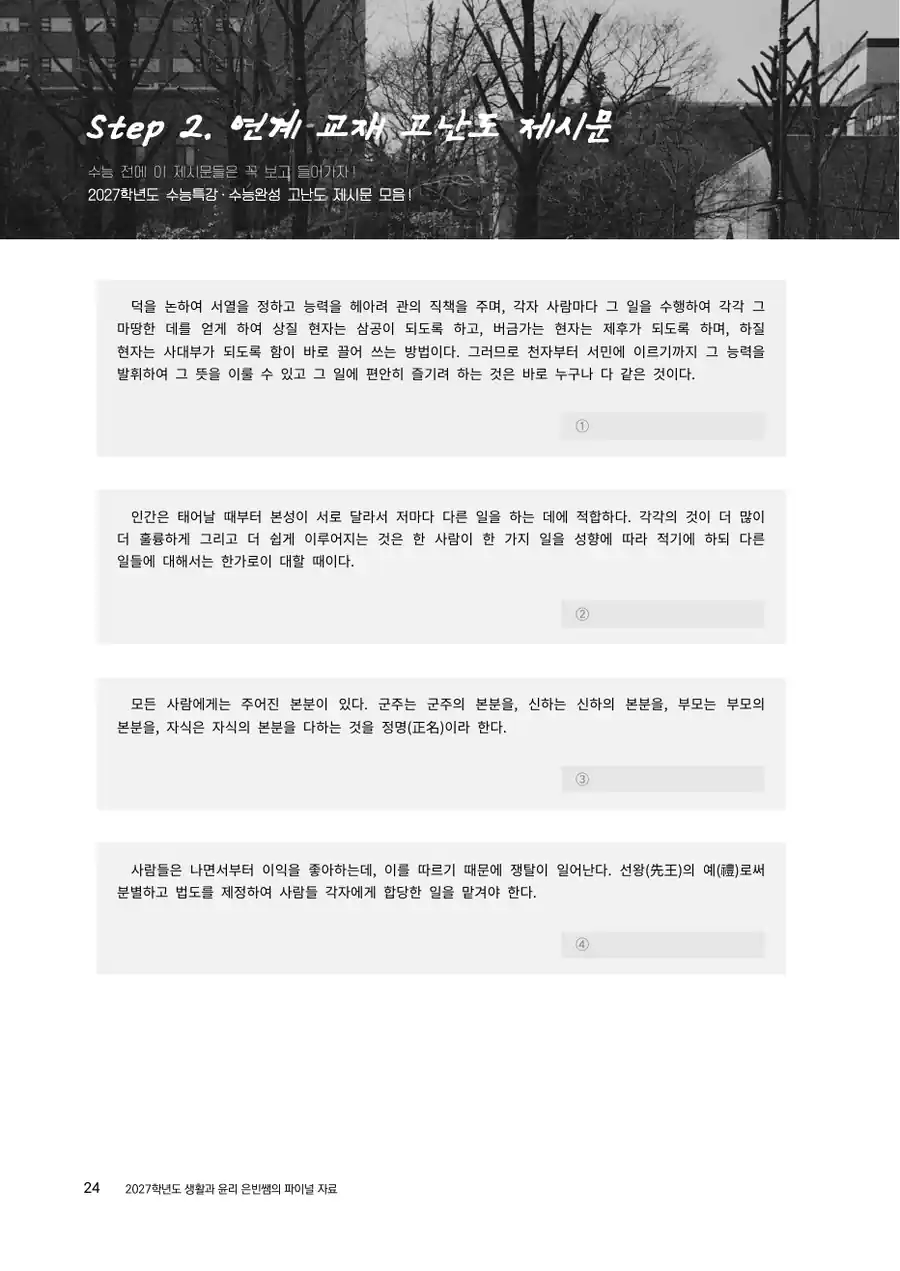 Step 2. 연계 교재 고난도 제시문
수능 전에 이 제시문들은 꼭 보고 들어가자!
2027학년도 수능특강·수능완성 고난도 제시문 모음!
덕을 논하여 서열을 정하고 능력을 헤아려 관의 직책을 주며, 각자 사람마다 그 일을 수행하여 각각 그
마땅한 데를 얻게 하여 상질 현자는 삼공이 되도록 하고, 버금가는 현자는 제후가 되도록 하며, 하질
현자는 사대부가 되도록 함이 바로 끌어 쓰는 방법이다. 그러므로 천자부터 서민에 이르기까지 그 능력을
발휘하여 그 뜻을 이룰 수 있고 그 일에 편안히 즐기려 하는 것은 바로 누구나 다 같은 것이다.
①
인간은 태어날 때부터 본성이 서로 달라서 저마다 다른 일을 하는 데에 적합하다. 각각의 것이 더 많이
더 훌륭하게 그리고 더 쉽게 이루어지는 것은 한 사람이 한 가지 일을 성향에 따라 적기에 하되 다른
일들에 대해서는 한가로이 대할 때이다.
②
모든 사람에게는 주어진 본분이 있다. 군주는 군주의 본분을, 신하는 신하의 본분을, 부모는 부모의
본분을, 자식은 자식의 본분을 다하는 것을 정명(正名)이라 한다.
③
사람들은 나면서부터 이익을 좋아하는데, 이를 따르기 때문에 쟁탈이 일어난다. 선왕(先王)의 예(禮)로써
분별하고 법도를 제정하여 사람들 각자에게 합당한 일을 맡겨야 한다.
④
24 2027학년도 생활과 윤리 은빈쌤의 파이널 자료